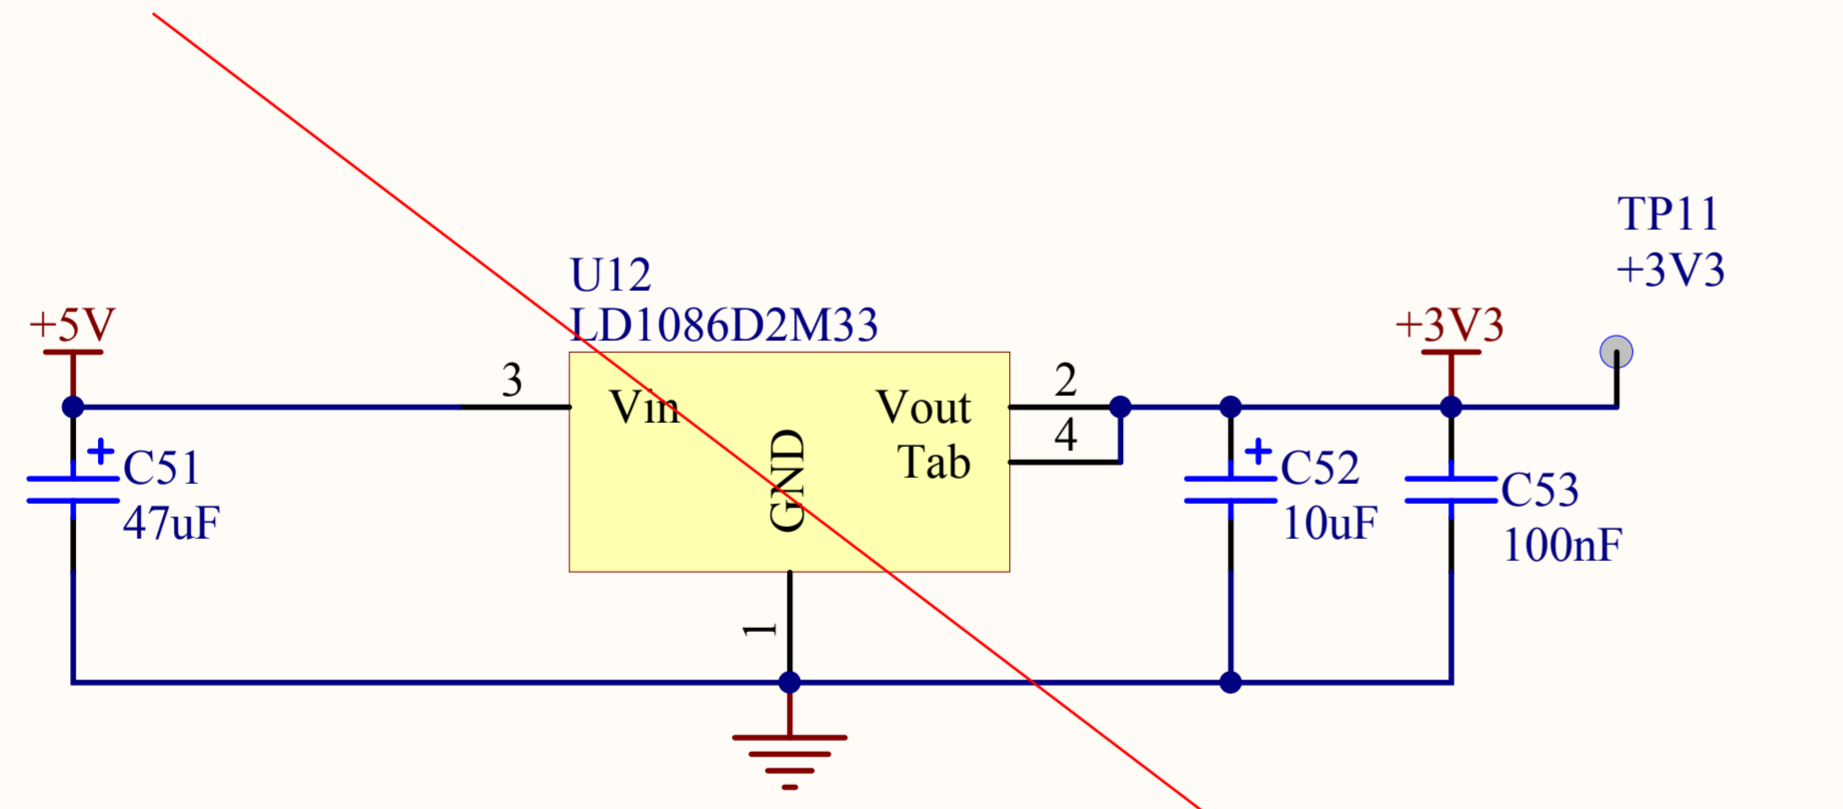 TP11
+3V3
U12
LD1086D2M33
+5V
+3V3
3
Vin
Vout
2
Tab
4
GND
+
C51
47uF
+
C52
10uF
C53
100nF
1